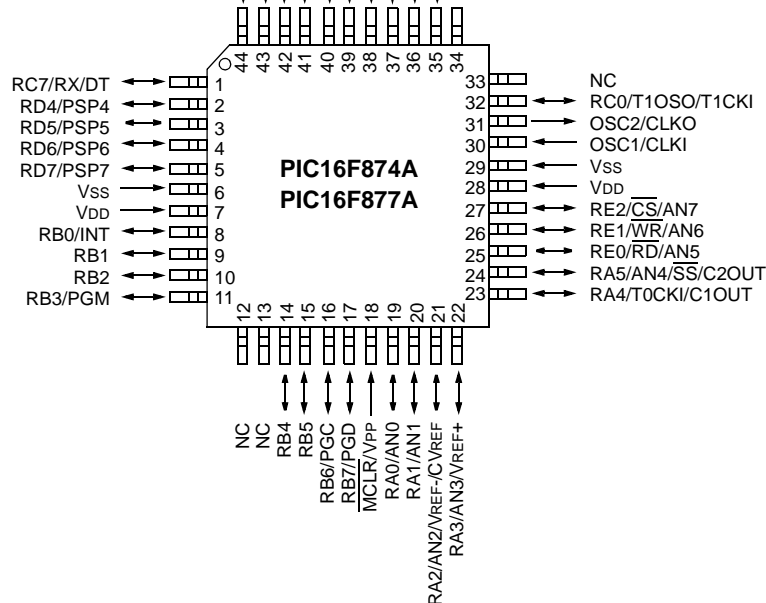 44 43 42 41 40 39 38 37 36 35 34
RC7/RX/DT 1
RD4/PSP4 2
RD5/PSP5 3
RD6/PSP6 4
RD7/PSP7 5
VSS 6
VDD 7
RB0/INT 8
RB1 9
RB2 10
RB3/PGM 11
PIC16F874A
PIC16F877A
33 NC
32 RC0/T1OSO/T1CKI
31 OSC2/CLKO
30 OSC1/CLKI
29 VSS
28 VDD
27 RE2/C̅S̅/AN7
26 RE1/W̅R̅/AN6
25 RE0/R̅D̅/AN5
24 RA5/AN4/S̅S̅/C2OUT
23 RA4/T0CKI/C1OUT
12 13 14 15 16 17 18 19 20 21 22
NC
NC
RB4
RB5
RB6/PGC
RB7/PGD
M̅C̅L̅R̅/VPP
RA0/AN0
RA1/AN1
RA2/AN2/VREF-/CVREF
RA3/AN3/VREF+